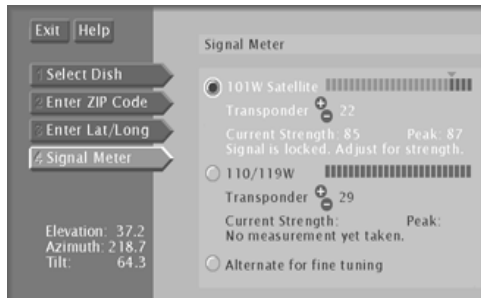 Exit Help
1 Select Dish
2 Enter ZIP Code
3 Enter Lat/Long
4 Signal Meter
Elevation: 37.2
Azimuth: 218.7
Tilt: 64.3
Signal Meter
101W Satellite
Transponder 22
Current Strength: 85 Peak: 87
Signal is locked. Adjust for strength.
110/119W
Transponder 29
Current Strength: Peak:
No measurement yet taken.
Alternate for fine tuning